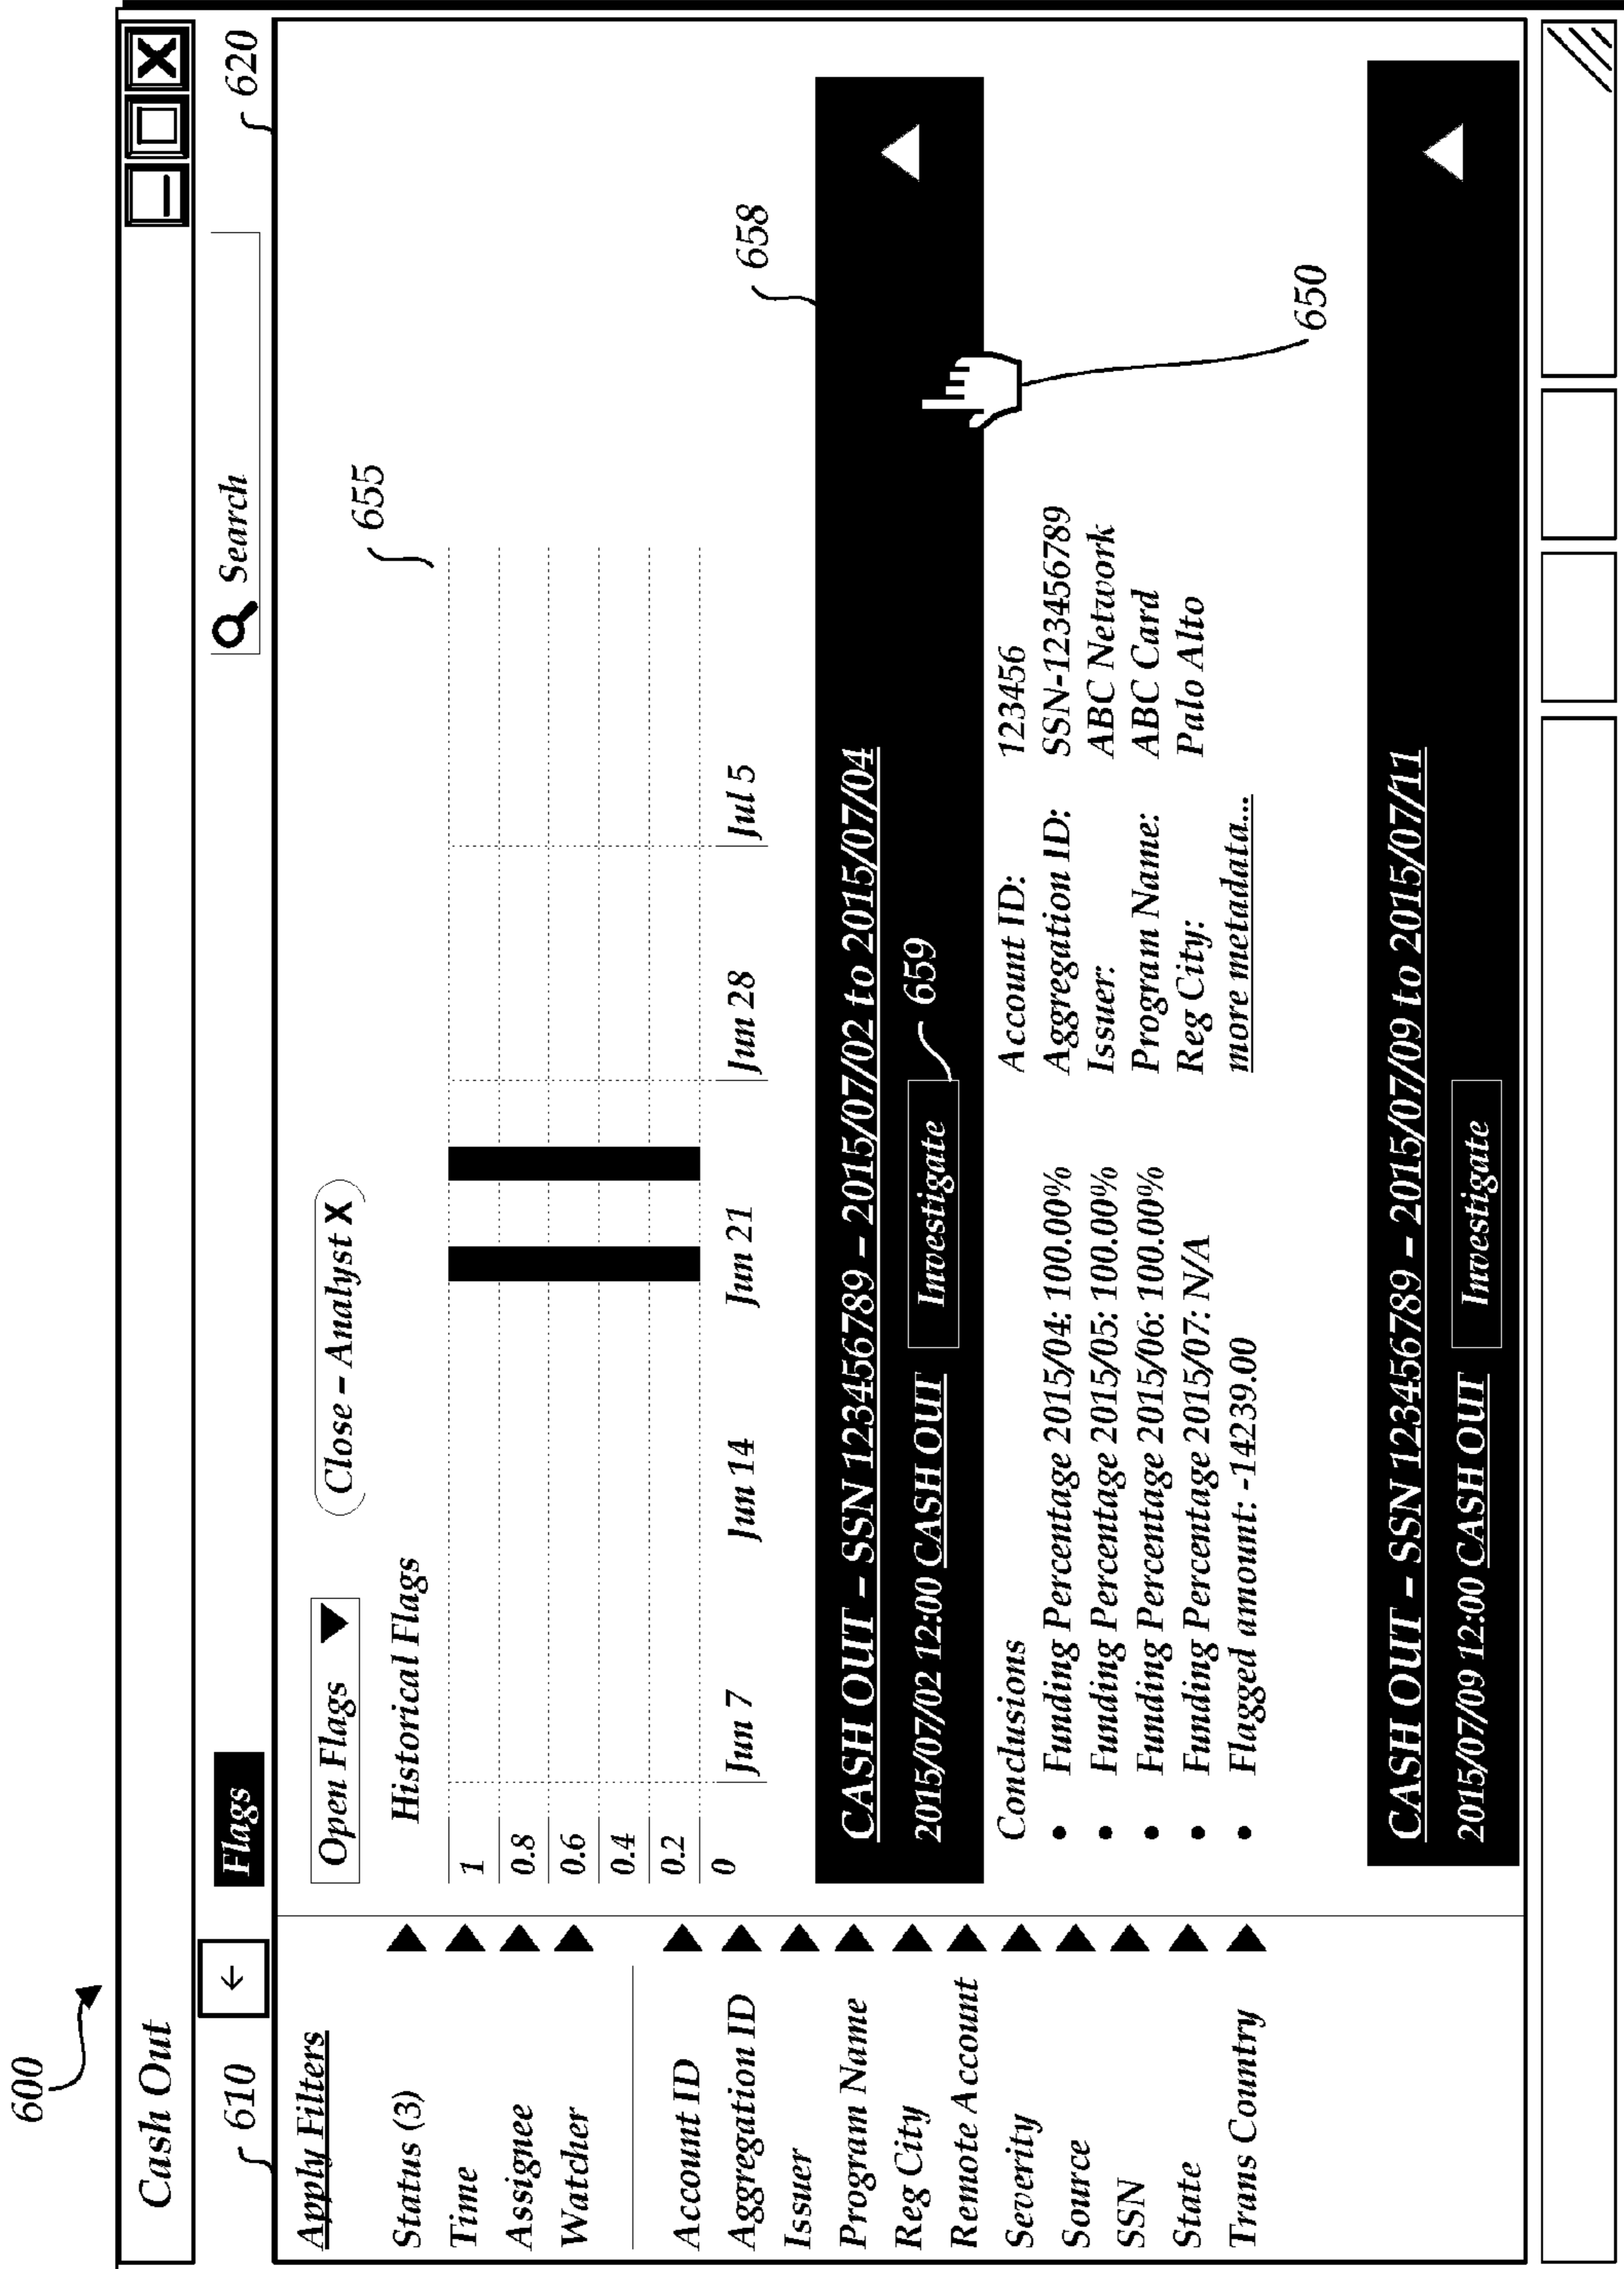 600
Cash Out
610
←
Flags
Search
620
Apply Filters
Status (3)
Time
Assignee
Watcher
Account ID
Aggregation ID
Issuer
Program Name
Reg City
Remote Account
Severity
Source
SSN
State
Trans Country
Open Flags
Close – Analyst X
Historical Flags
655
1
0.8
0.6
0.4
0.2
0
Jun 7
Jun 14
Jun 21
Jun 28
Jul 5
658
CASH OUT – SSN 123456789 – 2015/07/02 to 2015/07/04
2015/07/02 12:00 CASH OUT
Investigate
659
650
Conclusions
• Funding Percentage 2015/04: 100.00%
• Funding Percentage 2015/05: 100.00%
• Funding Percentage 2015/06: 100.00%
• Funding Percentage 2015/07: N/A
• Flagged amount: -14239.00
Account ID: 123456
Aggregation ID: SSN-123456789
Issuer: ABC Network
Program Name: ABC Card
Reg City: Palo Alto
more metadata...
CASH OUT – SSN 123456789 – 2015/07/09 to 2015/07/11
2015/07/09 12:00 CASH OUT
Investigate